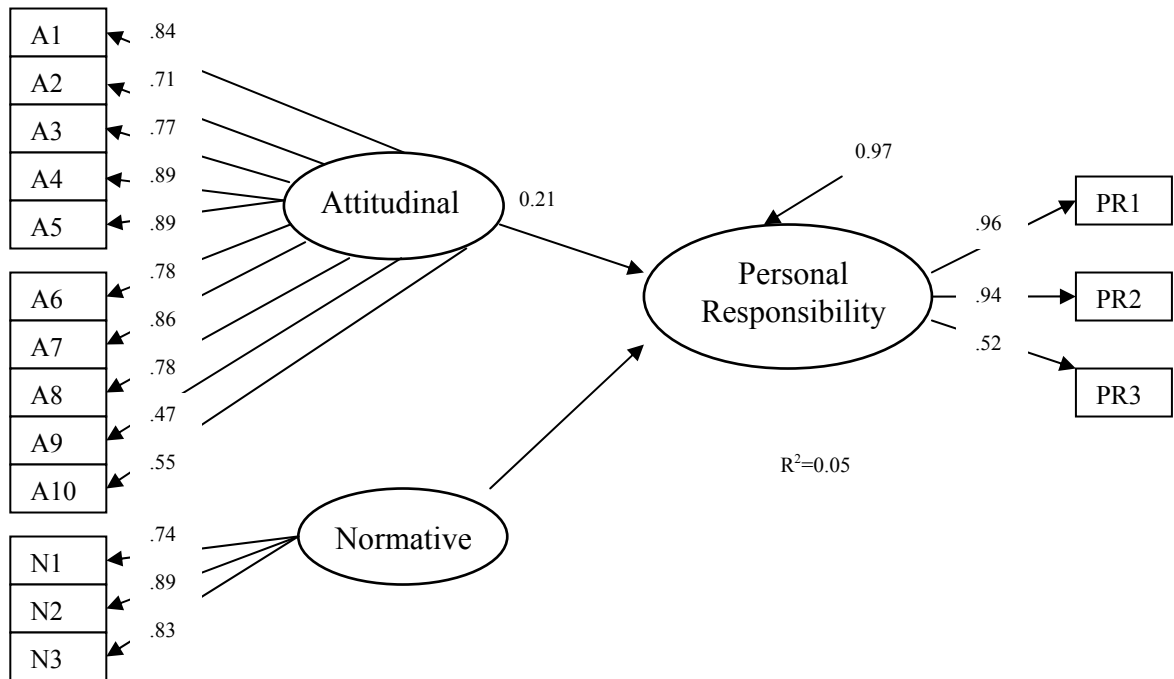 A1
.84
A2
.71
A3
.77
A4
.89
A5
.89
A6
.78
A7
.86
A8
.78
A9
.47
A10
.55
N1
.74
N2
.89
N3
.83
Attitudinal
0.21
Normative
0.97
Personal
Responsibility
R²=0.05
.96
PR1
.94
PR2
.52
PR3